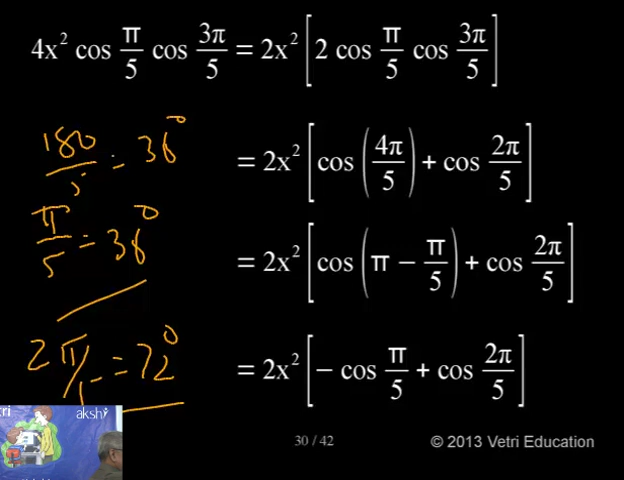 4x² cos π/5 cos 3π/5 = 2x² [2 cos π/5 cos 3π/5]
180/5 = 36°
= 2x² [cos (4π/5) + cos 2π/5]
π/5 = 36°
= 2x² [cos (π − π/5) + cos 2π/5]
2π/5 = 72°
= 2x² [− cos π/5 + cos 2π/5]
tri akshi
30 / 42
© 2013 Vetri Education